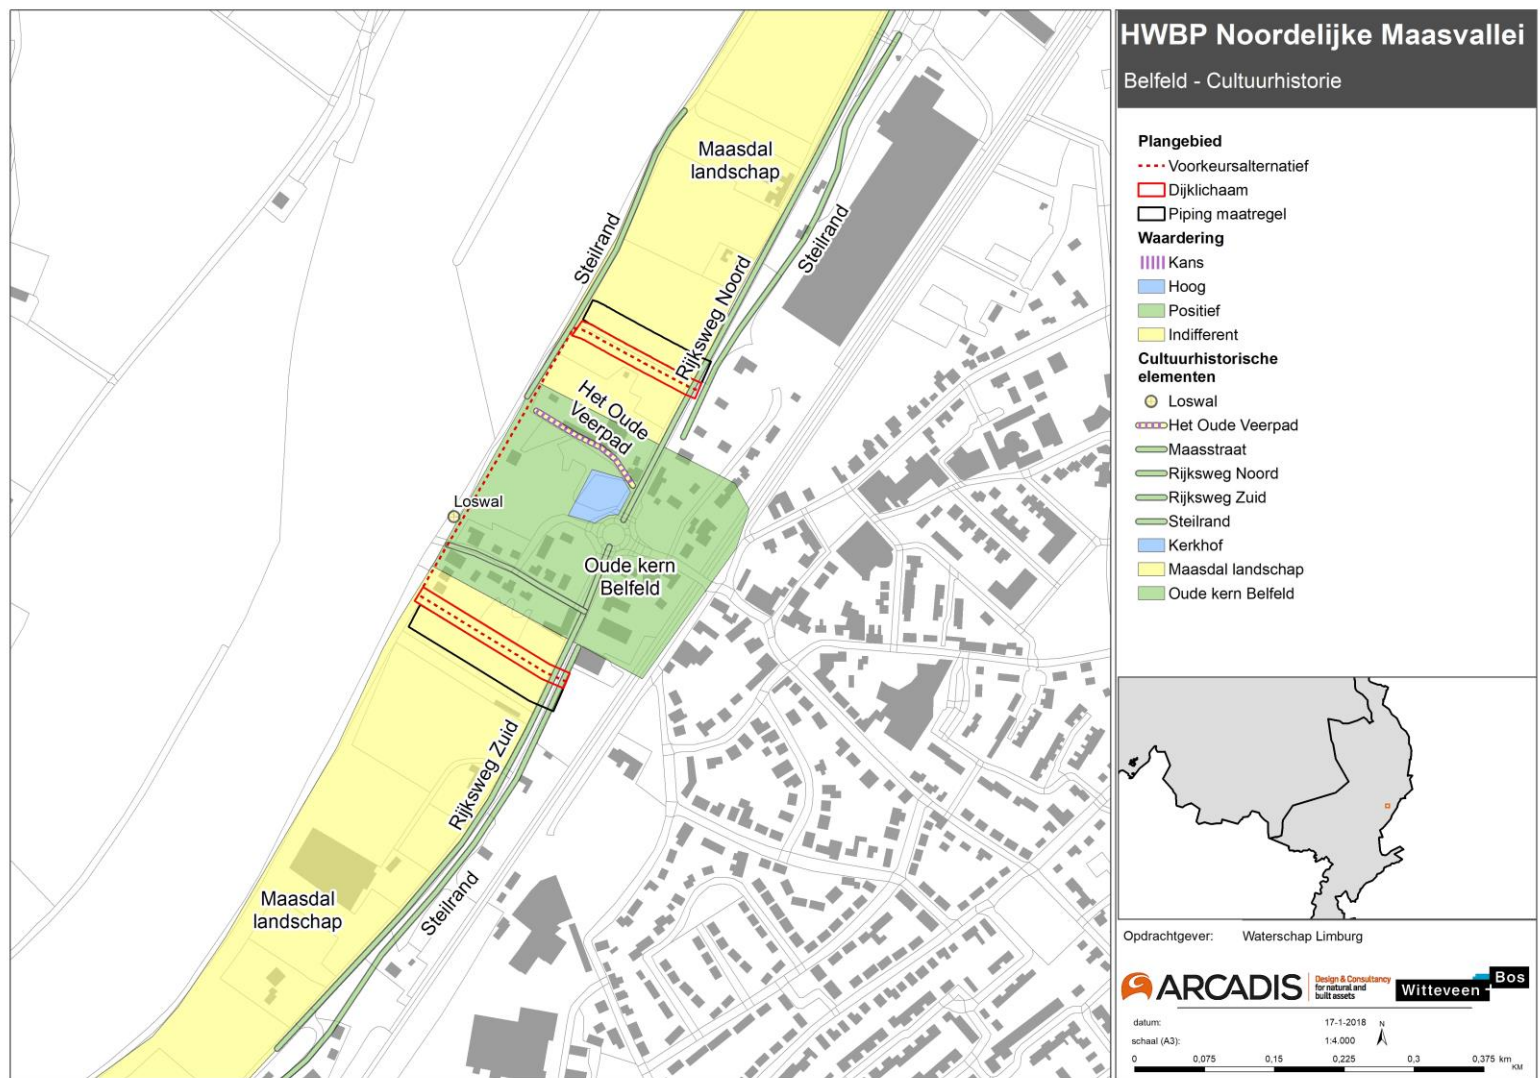 HWBP Noordelijke Maasvallei
Belfeld - Cultuurhistorie
Plangebied
Voorkeursalternatief
Dijklichaam
Piping maatregel
Waardering
Kans
Hoog
Positief
Indifferent
Cultuurhistorische
elementen
Loswal
Het Oude Veerpad
Maasstraat
Rijksweg Noord
Rijksweg Zuid
Steilrand
Kerkhof
Maasdal landschap
Oude kern Belfeld
Maasdal
landschap
Steilrand
Steilrand
Rijksweg Noord
Het Oude
Veerpad
Loswal
Oude kern
Belfeld
Rijksweg Zuid
Maasdal
landschap
Steilrand
Opdrachtgever: Waterschap Limburg
ARCADIS
Design & Consultancy
for natural and
built assets
Witteveen + Bos
datum: 17-1-2018
N
schaal (A3): 1:4.000
0 0,075 0,15 0,225 0,3 0,375 km
KM